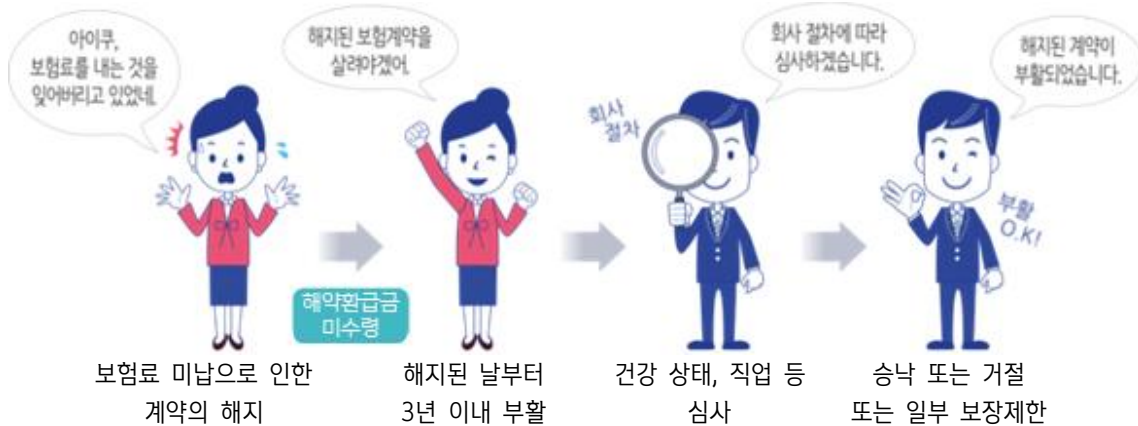 아이쿠,
보험료를 내는 것을
잊어버리고 있었네.
해지된 보험계약을
살려야겠어.
회사 절차에 따라
심사하겠습니다.
해지된 계약이
부활되었습니다.
회사
절차
부활
O.K!
해약환급금
미수령
보험료 미납으로 인한
계약의 해지
해지된 날부터
3년 이내 부활
건강 상태, 직업 등
심사
승낙 또는 거절
또는 일부 보장제한